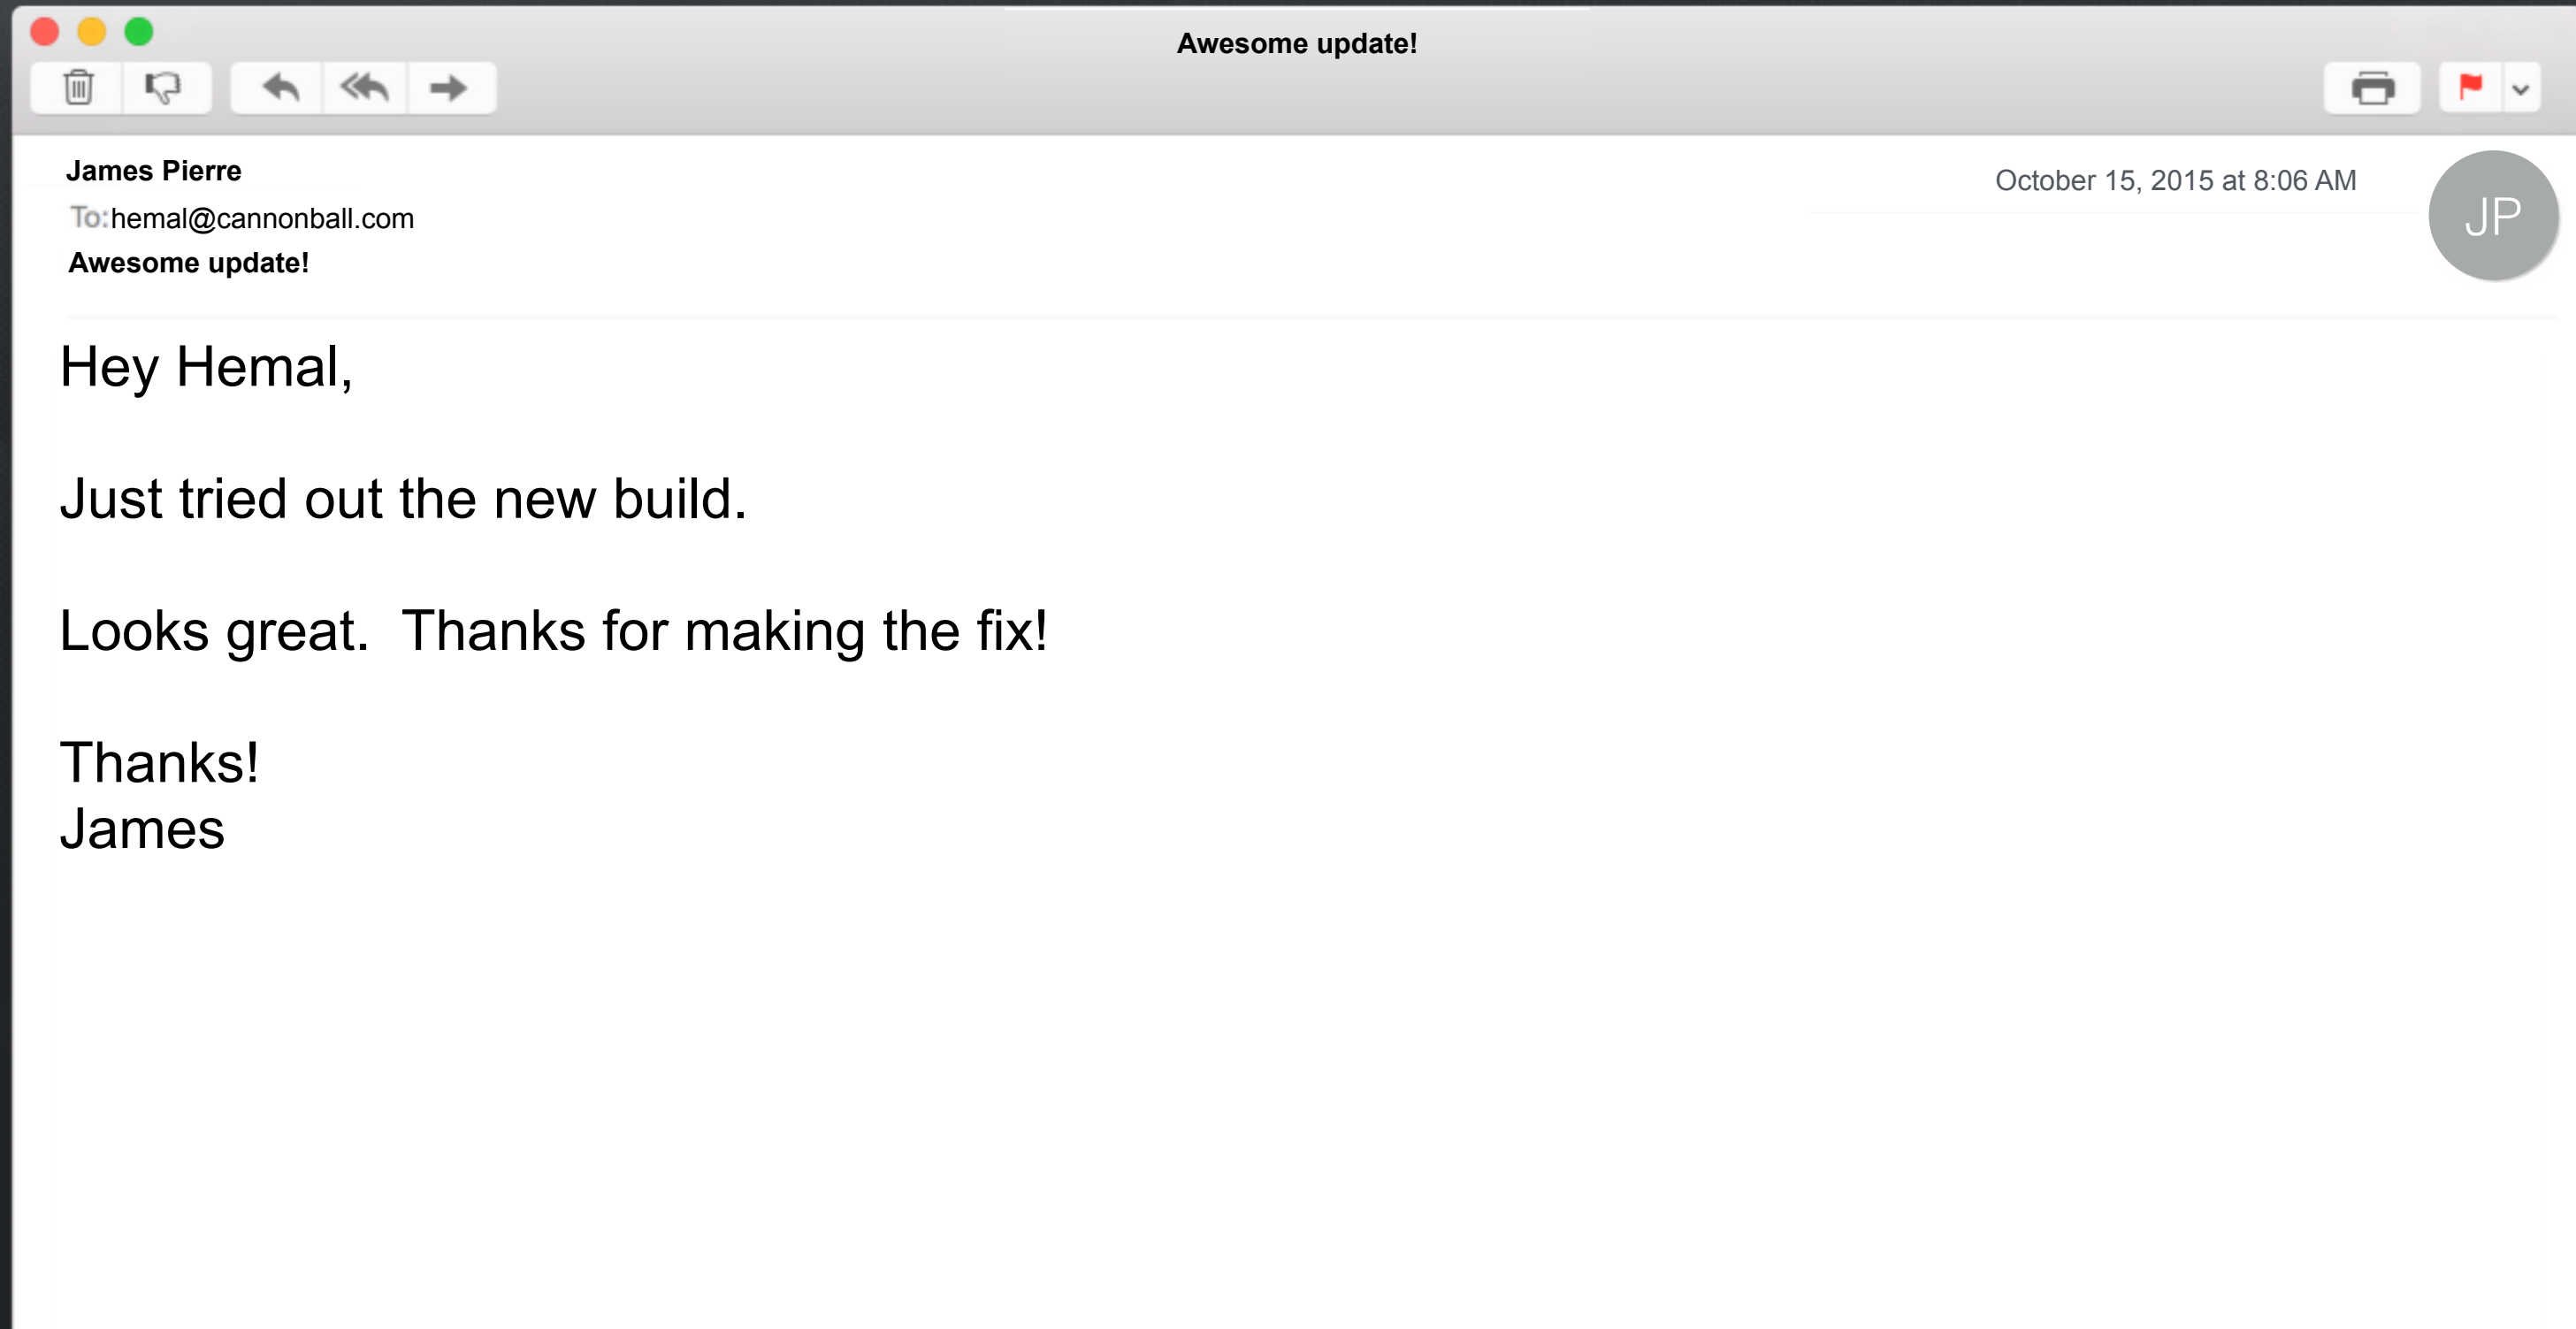 Awesome update!
James Pierre
October 15, 2015 at 8:06 AM
JP
To:hemal@cannonball.com
Awesome update!
Hey Hemal,
Just tried out the new build.
Looks great.  Thanks for making the fix!
Thanks!
James